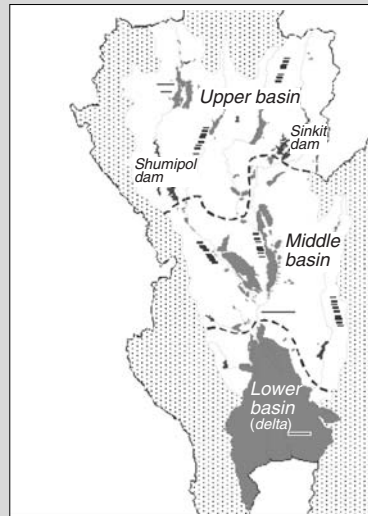 Upper basin
Sinkit
dam
Shumipol
dam
Middle
basin
Lower
basin
(delta)